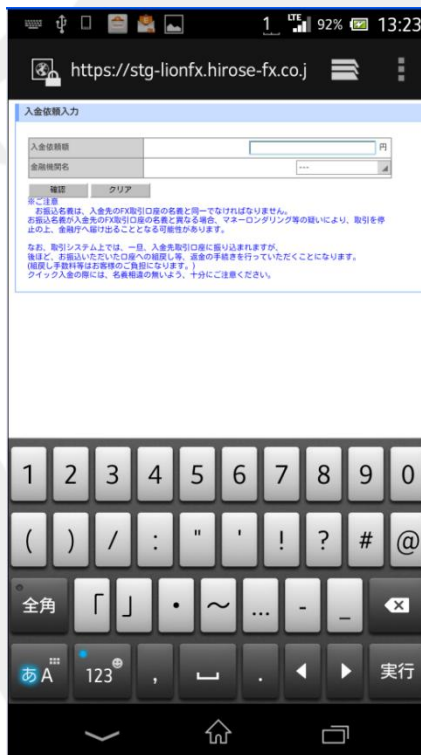 1 LTE 92% 13:23
https://stg-lionfx.hirose-fx.co.j
入金依頼入力
入金依頼額 円
金融機関名 ---
確認 クリア
※ご注意
お振込名義は、入金先のFX取引口座の名義と同一でなければなりません。
お振込名義が入金先のFX取引口座の名義と異なる場合、マネーロンダリング等の疑いにより、取引を停
止の上、金融庁へ届け出ることとなる可能性があります。
なお、取引システム上では、一旦、入金先取引口座に振り込まれますが、
後ほど、お振込いただいた口座への組戻し等、返金の手続きを行っていただくことになります。
(組戻し手数料等はお客様のご負担になります。)
クイック入金の際には、名義相違の無いよう、十分にご注意ください。
1 2 3 4 5 6 7 8 9 0
( ) / : " ' ! ? # @
全角 「 」 ・ ～ … - _
あA 123 , . 実行